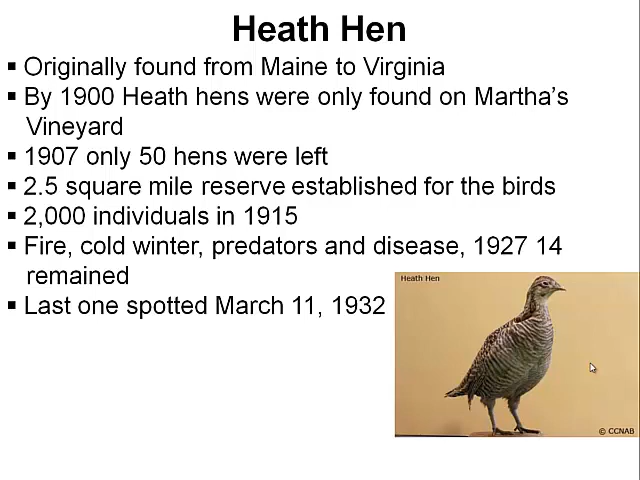 Heath Hen
▪ Originally found from Maine to Virginia
▪ By 1900 Heath hens were only found on Martha's
Vineyard
▪ 1907 only 50 hens were left
▪ 2.5 square mile reserve established for the birds
▪ 2,000 individuals in 1915
▪ Fire, cold winter, predators and disease, 1927 14
remained
▪ Last one spotted March 11, 1932
Heath Hen
© CCNAB